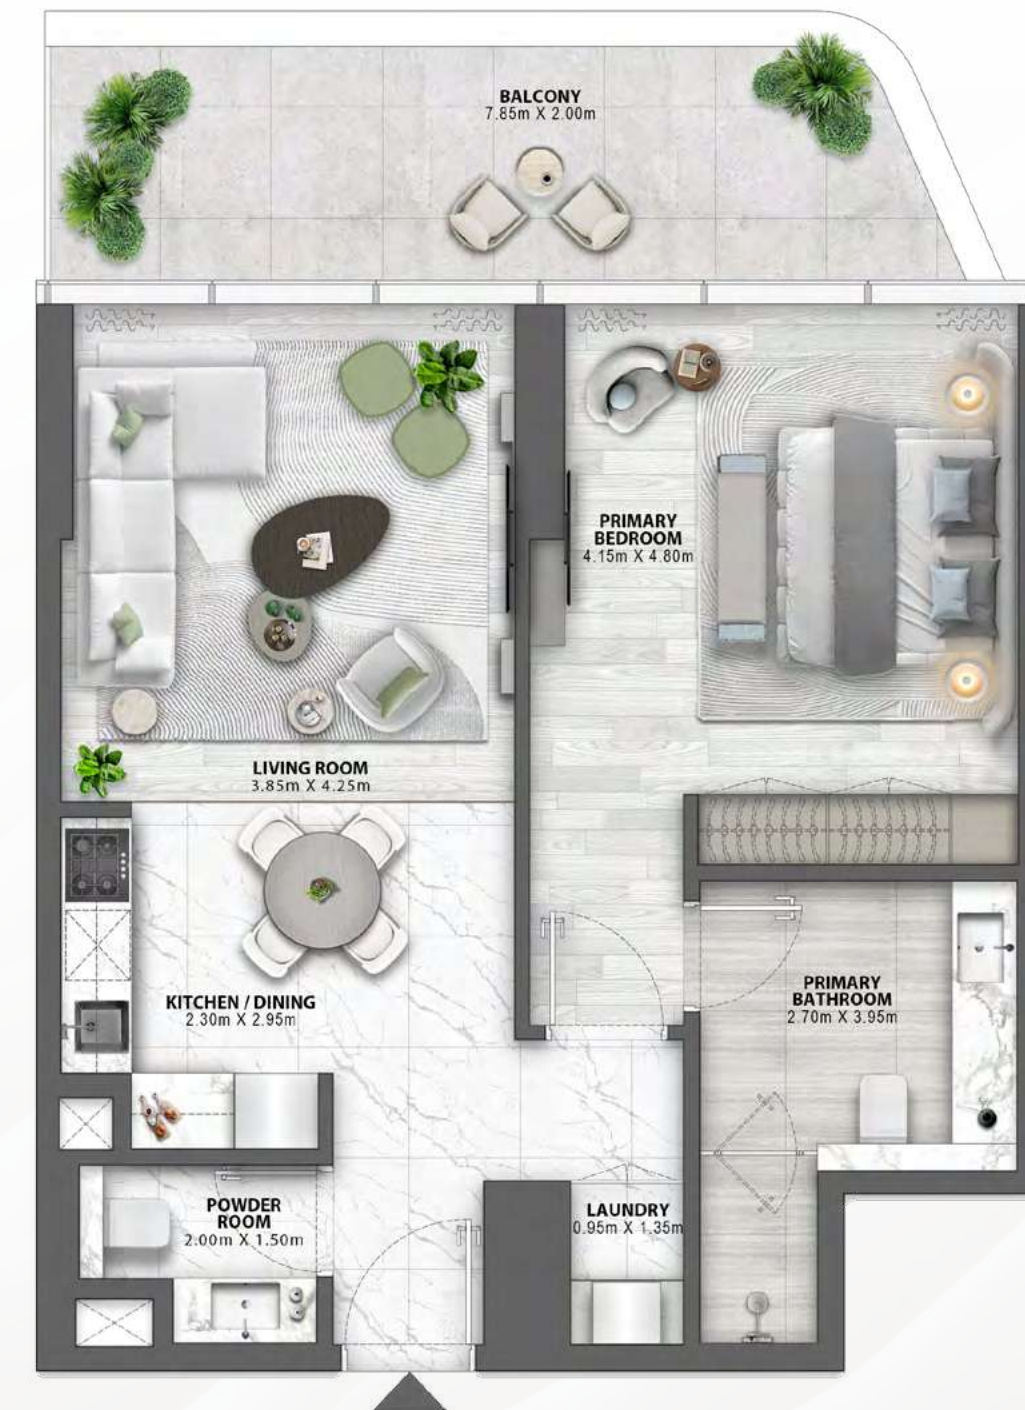 BALCONY
7.85m X 2.00m
PRIMARY
BEDROOM
4.15m X 4.80m
LIVING ROOM
3.85m X 4.25m
KITCHEN / DINING
2.30m X 2.95m
PRIMARY
BATHROOM
2.70m X 3.95m
POWDER
ROOM
2.00m X 1.50m
LAUNDRY
0.95m X 1.35m